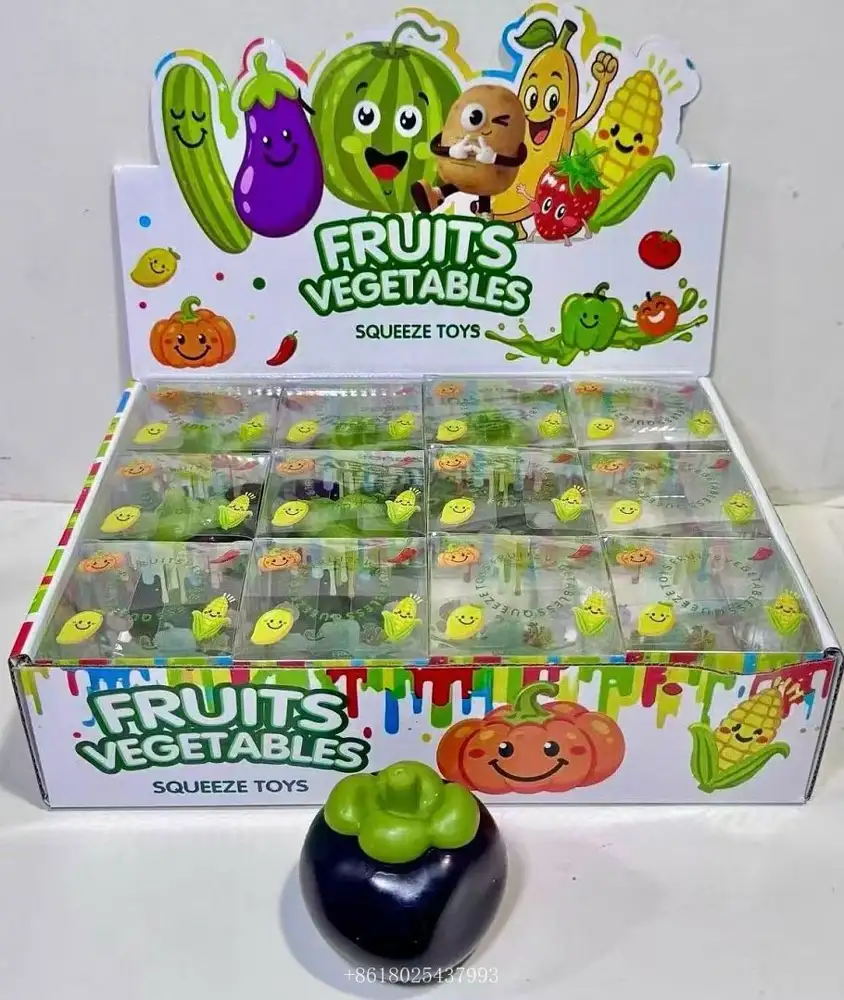 FRUITS
VEGETABLES
SQUEEZE TOYS
FRUITS
VEGETABLES
SQUEEZE TOYS
+8618025437993